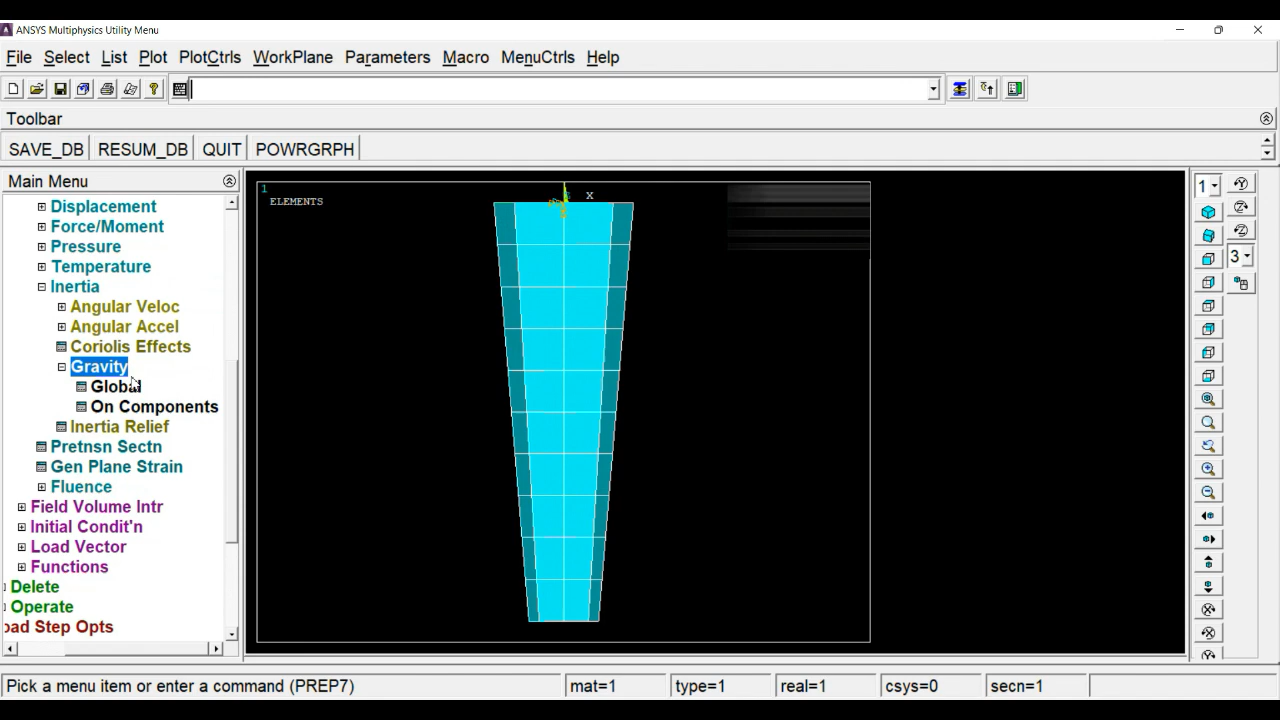 ANSYS Multiphysics Utility Menu
File Select List Plot PlotCtrls WorkPlane Parameters Macro MenuCtrls Help
Toolbar
SAVE_DB RESUM_DB QUIT POWRGRPH
Main Menu
Displacement
Force/Moment
Pressure
Temperature
Inertia
Angular Veloc
Angular Accel
Coriolis Effects
Gravity
Global
On Components
Inertia Relief
Pretnsn Sectn
Gen Plane Strain
Fluence
Field Volume Intr
Initial Condit'n
Load Vector
Functions
Delete
Operate
oad Step Opts
1
ELEMENTS
X
1
3
Pick a menu item or enter a command (PREP7) mat=1 type=1 real=1 csys=0 secn=1